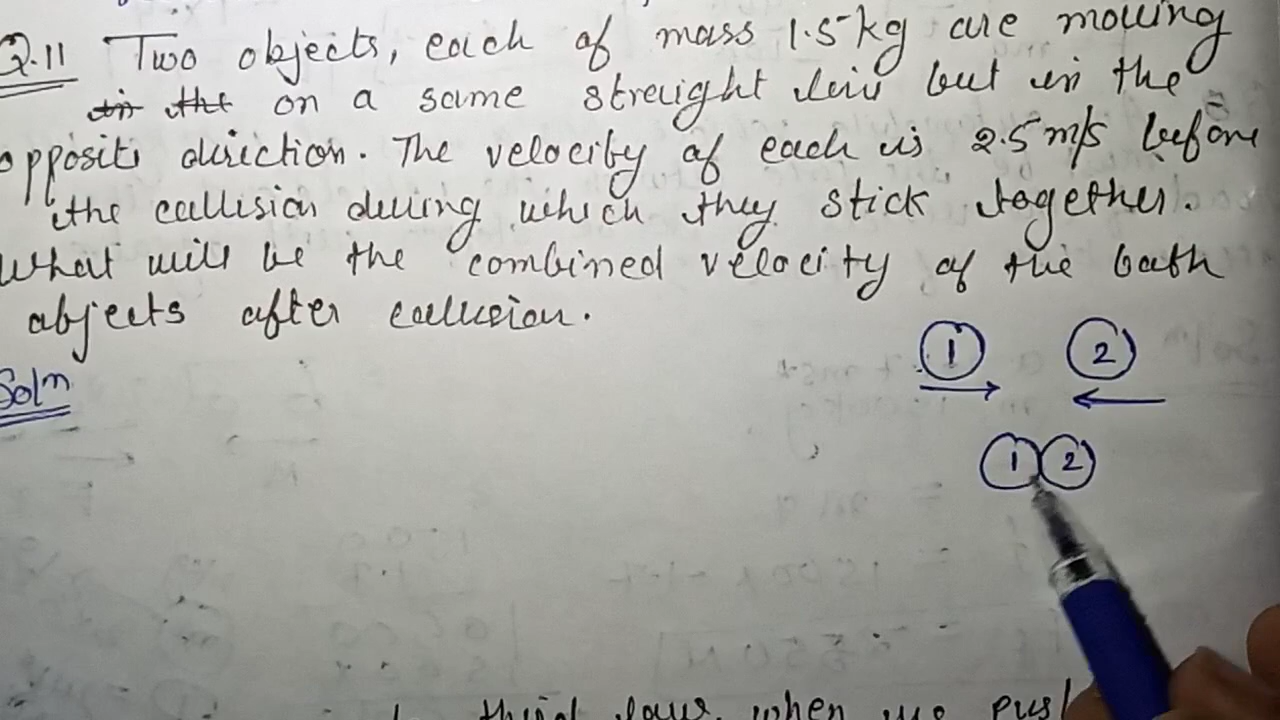 Q.11 Two objects, each of mass 1.5 kg are moving
in the on a same straight line but in the
opposite direction. The velocity of each is 2.5 m/s before
the collision during which they stick together.
What will be the combined velocity of the both
objects after collision.
1 2
Soln
1 2
third law, when we push